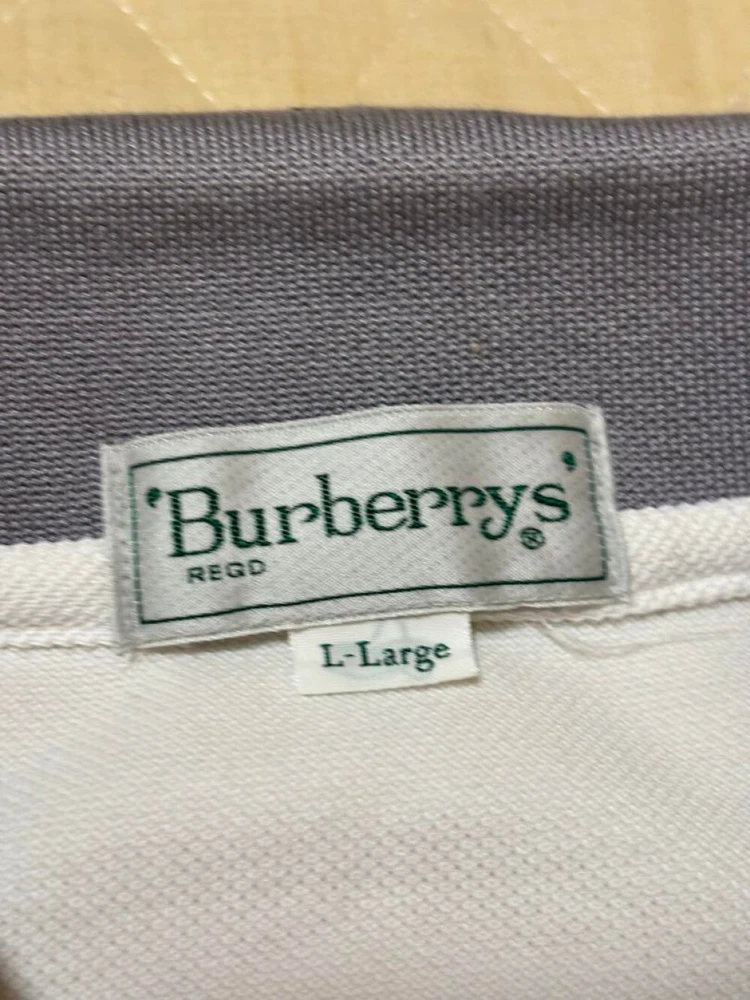 'Burberrys'
REGD ®
L-Large